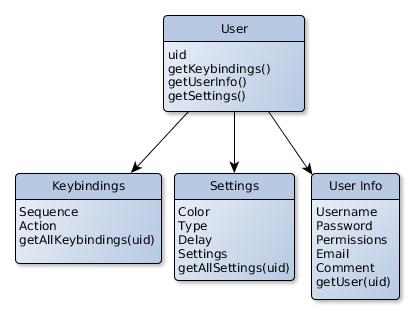 User
uid
getKeybindings()
getUserInfo()
getSettings()
Keybindings
Sequence
Action
getAllKeybindings(uid)
Settings
Color
Type
Delay
Settings
getAllSettings(uid)
User Info
Username
Password
Permissions
Email
Comment
getUser(uid)